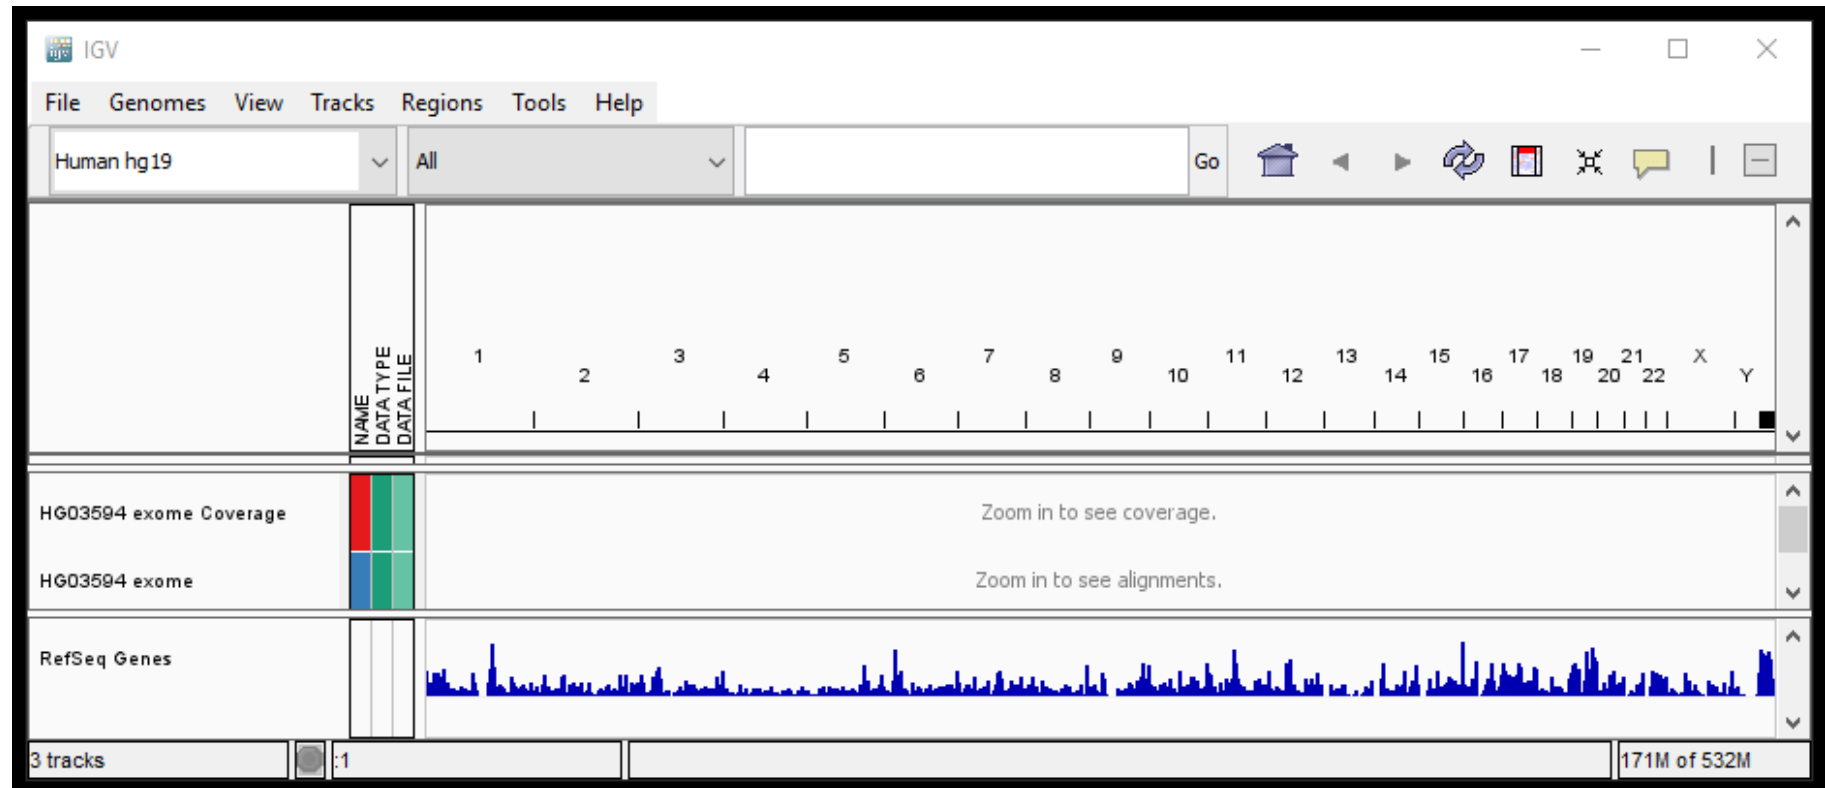 IGV
File Genomes View Tracks Regions Tools Help
Human hg19 All Go
NAME
DATA TYPE
DATA FILE
1 3 5 7 9 11 13 15 17 19 21 X
2 4 6 8 10 12 14 16 18 20 22 Y
HG03594 exome Coverage Zoom in to see coverage.
HG03594 exome Zoom in to see alignments.
RefSeq Genes
3 tracks :1 171M of 532M